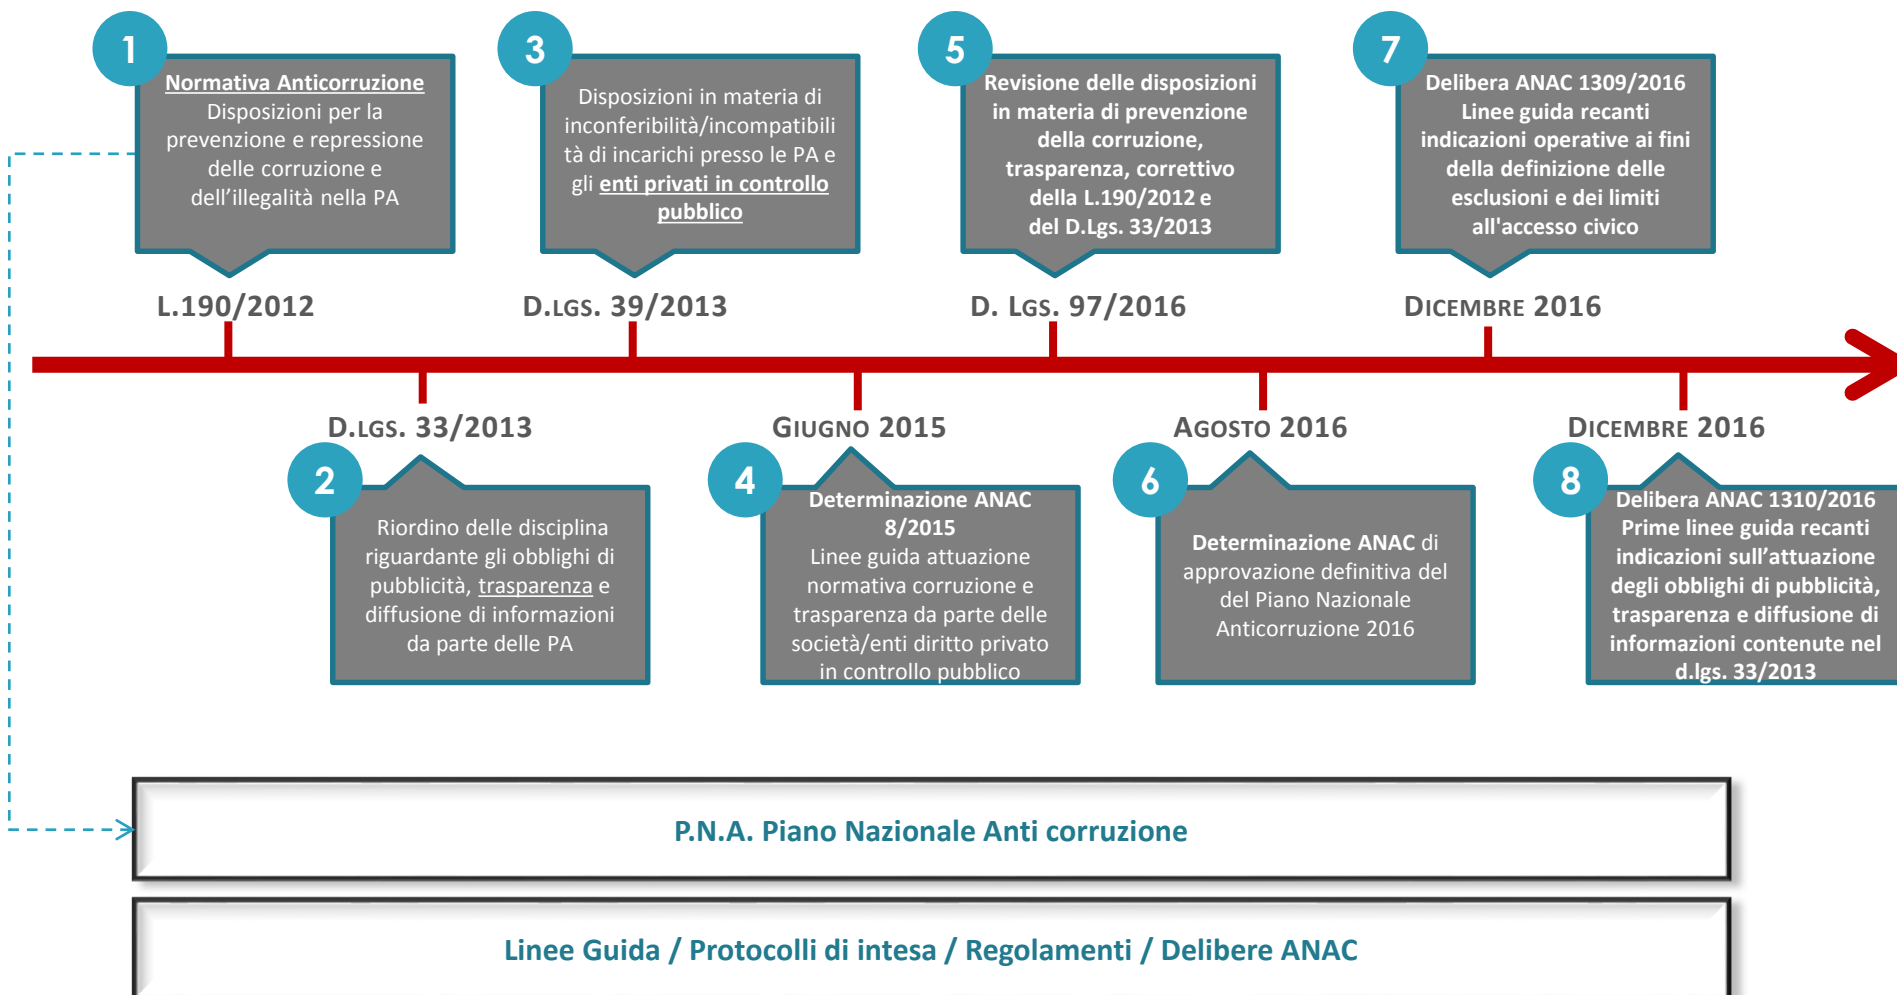 1
Normativa Anticorruzione
Disposizioni per la
prevenzione e repressione
delle corruzione e
dell'illegalità nella PA
L.190/2012
3
Disposizioni in materia di
inconferibilità/incompatibili
tà di incarichi presso le PA e
gli enti privati in controllo
pubblico
D.LGS. 39/2013
5
Revisione delle disposizioni
in materia di prevenzione
della corruzione,
trasparenza, correttivo
della L.190/2012 e
del D.Lgs. 33/2013
D. LGS. 97/2016
7
Delibera ANAC 1309/2016
Linee guida recanti
indicazioni operative ai fini
della definizione delle
esclusioni e dei limiti
all'accesso civico
DICEMBRE 2016
D.LGS. 33/2013
2
Riordino delle disciplina
riguardante gli obblighi di
pubblicità, trasparenza e
diffusione di informazioni
da parte delle PA
GIUGNO 2015
4
Determinazione ANAC
8/2015
Linee guida attuazione
normativa corruzione e
trasparenza da parte delle
società/enti diritto privato
in controllo pubblico
AGOSTO 2016
6
Determinazione ANAC di
approvazione definitiva del
del Piano Nazionale
Anticorruzione 2016
DICEMBRE 2016
8
Delibera ANAC 1310/2016
Prime linee guida recanti
indicazioni sull'attuazione
degli obblighi di pubblicità,
trasparenza e diffusione di
informazioni contenute nel
d.lgs. 33/2013
P.N.A. Piano Nazionale Anti corruzione
Linee Guida / Protocolli di intesa / Regolamenti / Delibere ANAC